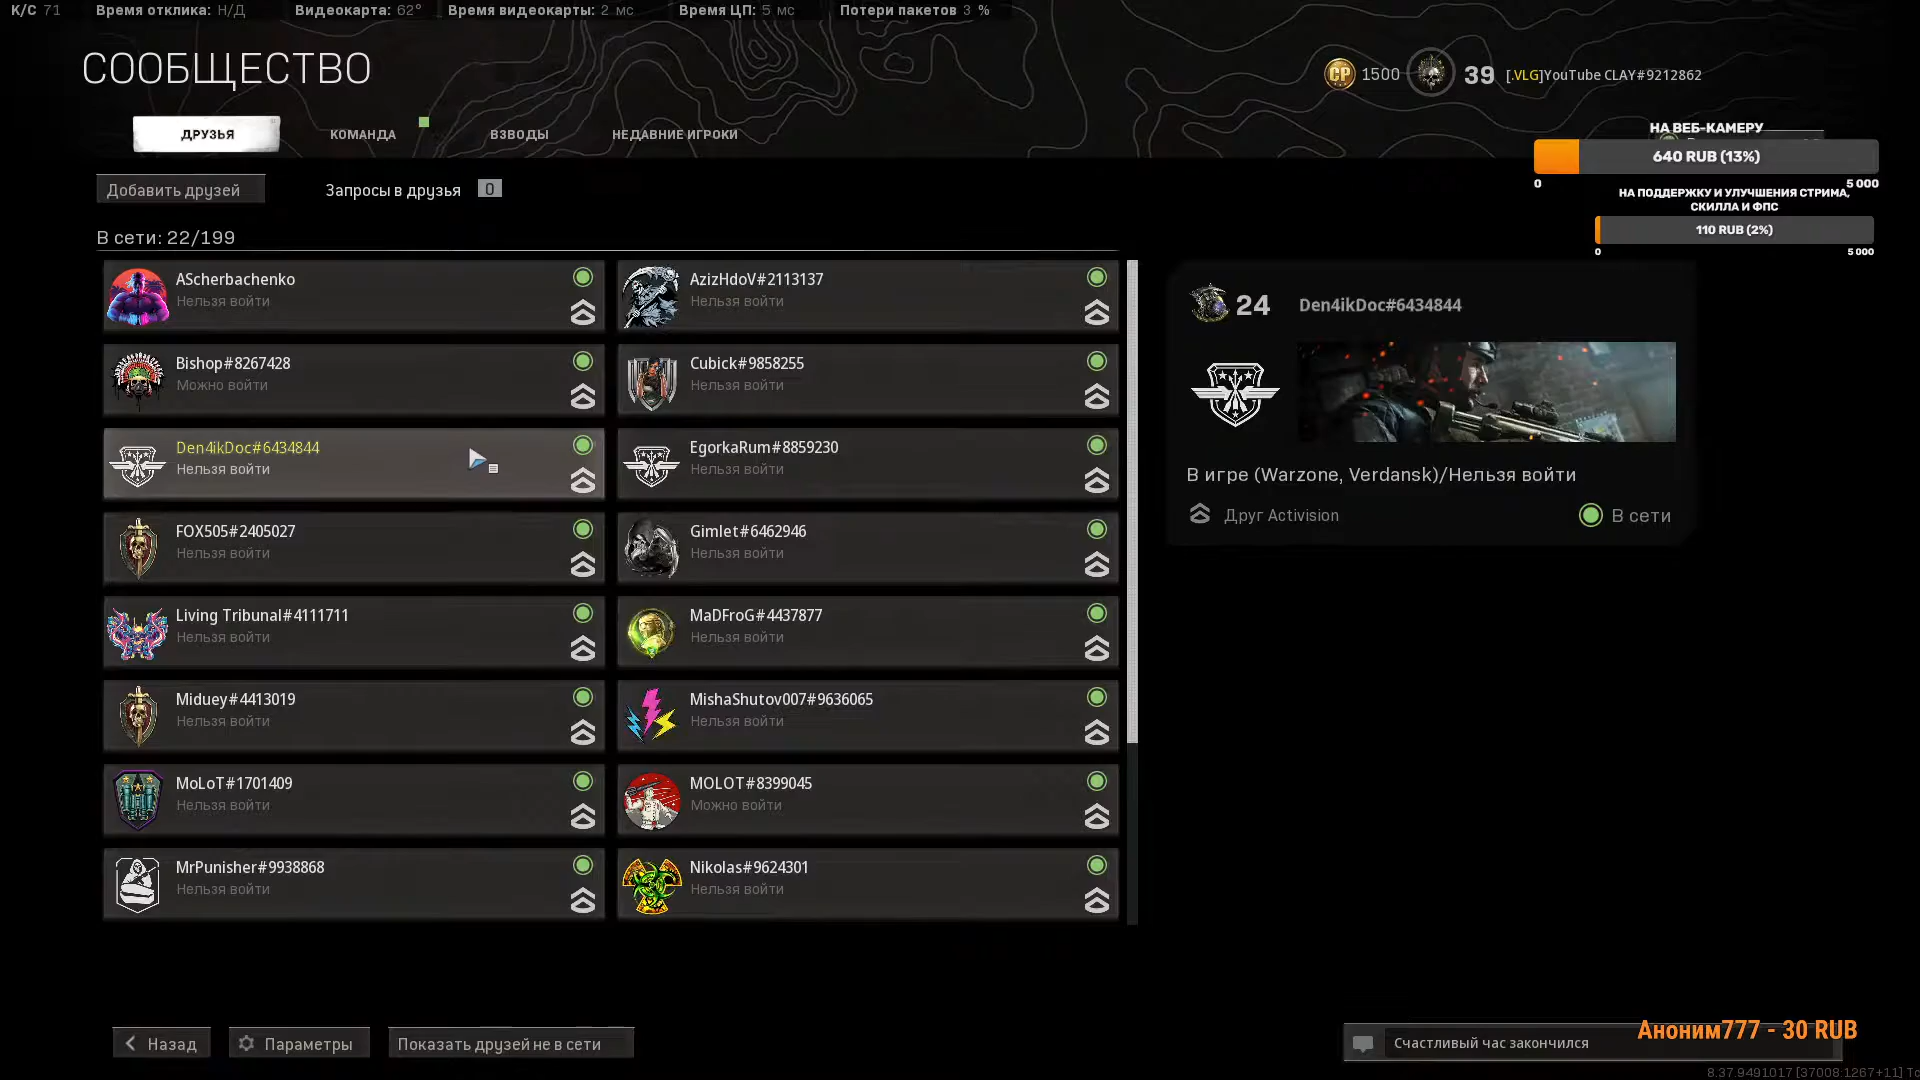 К/С 71 Время отклика: Н/Д Видеокарта: 62° Время видеокарты: 2 мс Время ЦП: 5 мс Потери пакетов 3 %
СООБЩЕСТВО
CP 1500 39 [.VLG]YouTube CLAY#9212862
ДРУЗЬЯ КОМАНДА ВЗВОДЫ НЕДАВНИЕ ИГРОКИ
НА ВЕБ-КАМЕРУ
640 RUB (13%)
0 5 000
НА ПОДДЕРЖКУ И УЛУЧШЕНИЯ СТРИМА,
СКИЛЛА И ФПС
110 RUB (2%)
0 5 000
Добавить друзей Запросы в друзья 0
В сети: 22/199
AScherbachenko
Нельзя войти
AzizHdoV#2113137
Нельзя войти
Bishop#8267428
Можно войти
Cubick#9858255
Нельзя войти
Den4ikDoc#6434844
Нельзя войти
EgorkaRum#8859230
Нельзя войти
FOX505#2405027
Нельзя войти
Gimlet#6462946
Нельзя войти
Living Tribunal#4111711
Нельзя войти
MaDFroG#4437877
Нельзя войти
Miduey#4413019
Нельзя войти
MishaShutov007#9636065
Нельзя войти
MoLoT#1701409
Нельзя войти
MOLOT#8399045
Можно войти
MrPunisher#9938868
Нельзя войти
Nikolas#9624301
Нельзя войти
24 Den4ikDoc#6434844
В игре (Warzone, Verdansk)/Нельзя войти
Друг Activision В сети
Назад Параметры Показать друзей не в сети
Аноним777 - 30 RUB
Счастливый час закончился
8.37.9491017 [37008:1267+11]